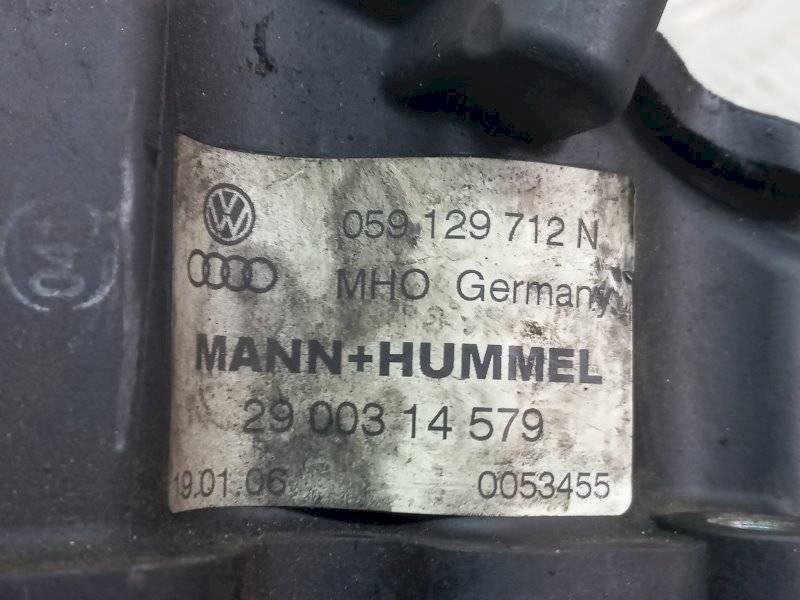 059 129 712 N
MHO Germany
MANN+HUMMEL
29 003 14 579
19.01.06 0053455